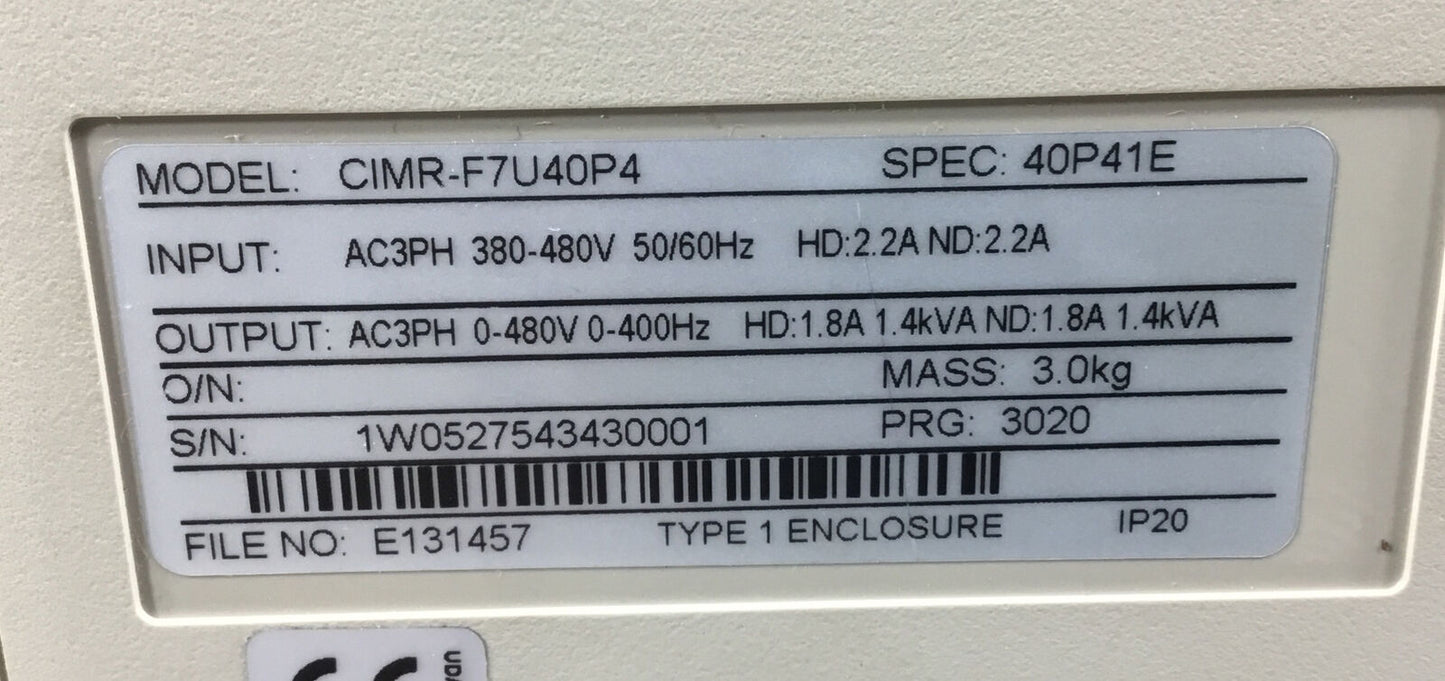 MODEL: CIMR-F7U40P4 SPEC: 40P41E
INPUT: AC3PH 380-480V 50/60Hz HD:2.2A ND:2.2A
OUTPUT: AC3PH 0-480V 0-400Hz HD:1.8A 1.4kVA ND:1.8A 1.4kVA
O/N: MASS: 3.0kg
S/N: 1W0527543430001 PRG: 3020
FILE NO: E131457 TYPE 1 ENCLOSURE IP20